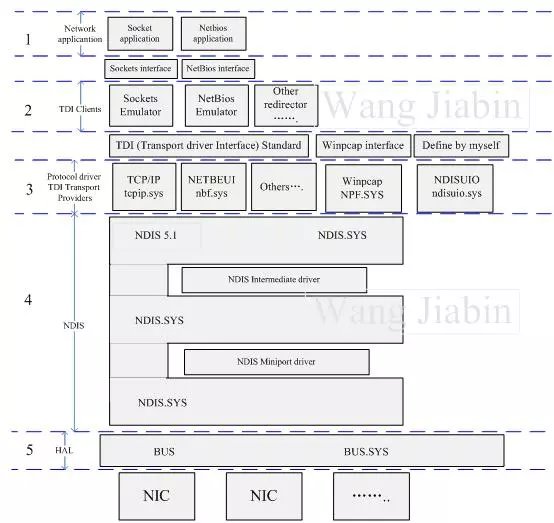 1
Network
applicantion
Socket
application
Netbios
application
Sockets interface
NetBios interface
2
TDI Clients
Sockets
Emulator
NetBios
Emulator
Other
redirector
…….
Wang Jiabin
TDI (Transport driver Interface) Standard
Winpcap interface
Define by myself
3
Protocol driver
TDI Transport
Providers
TCP/IP
tcpip.sys
NETBEUI
nbf.sys
Others….
Winpcap
NPF.SYS
NDISUIO
ndisuio.sys
4
NDIS
NDIS 5.1
NDIS.SYS
NDIS Intermediate driver
Wang Jiabin
NDIS.SYS
NDIS Miniport driver
NDIS.SYS
5
HAL
BUS
BUS.SYS
NIC
NIC
……..